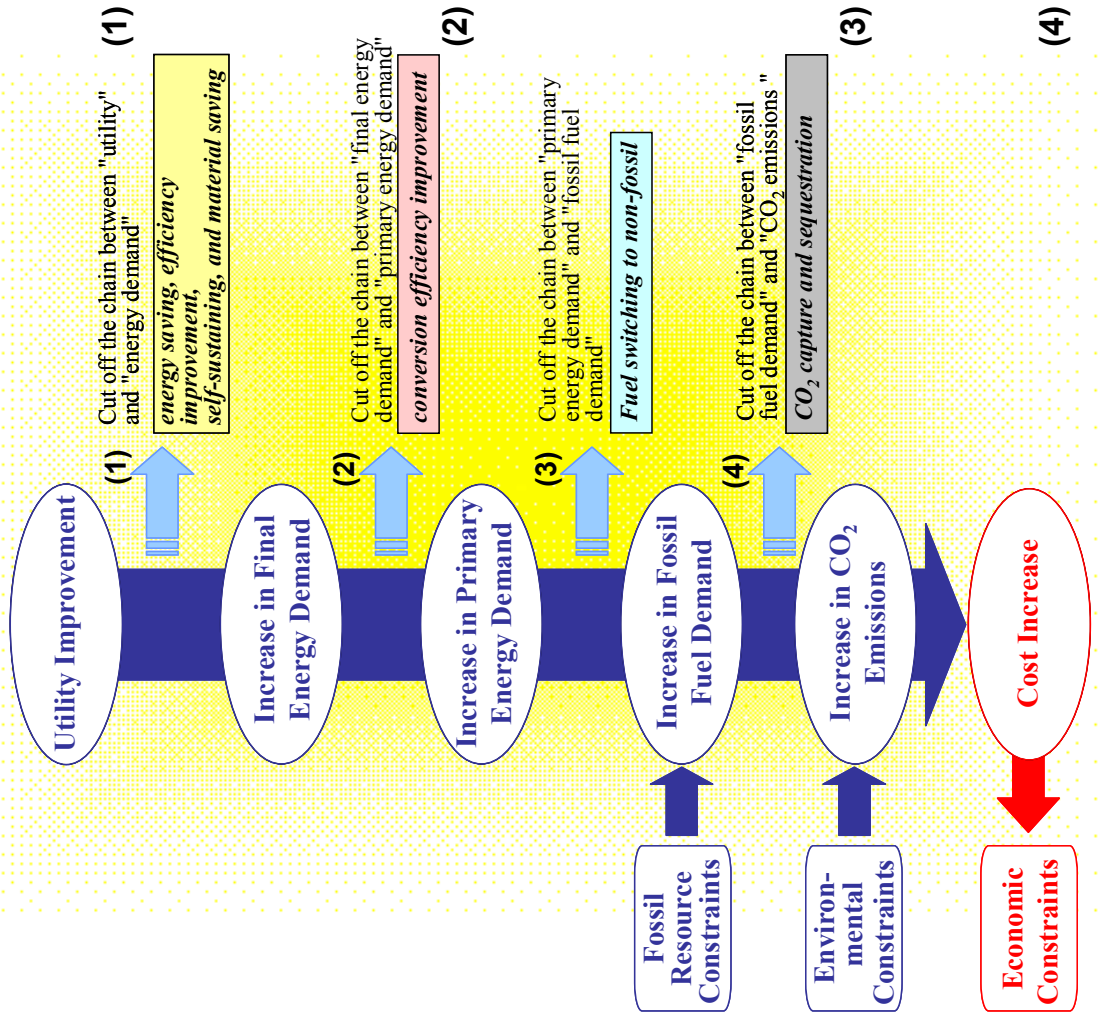 Utility Improvement
(1)
Cut off the chain between "utility"
and "energy demand"
energy saving, efficiency
improvement,
self-sustaining, and material saving
(1)
Increase in Final
Energy Demand
(2)
Cut off the chain between "final energy
demand" and "primary energy demand"
conversion efficiency improvement
(2)
Increase in Primary
Energy Demand
(3)
Cut off the chain between "primary
energy demand" and "fossil fuel
demand"
Fuel switching to non-fossil
Fossil
Resource
Constraints
Increase in Fossil
Fuel Demand
(4)
Cut off the chain between "fossil
fuel demand" and "CO₂ emissions "
CO₂ capture and sequestration
(3)
Environ-
mental
Constraints
Increase in CO₂
Emissions
Economic
Constraints
Cost Increase
(4)